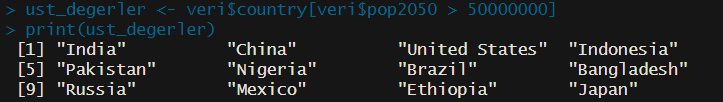 > ust_degerler <- veri$country[veri$pop2050 > 50000000]
> print(ust_degerler)
 [1] "India"         "China"         "United States" "Indonesia"
 [5] "Pakistan"      "Nigeria"       "Brazil"        "Bangladesh"
 [9] "Russia"        "Mexico"        "Ethiopia"      "Japan"